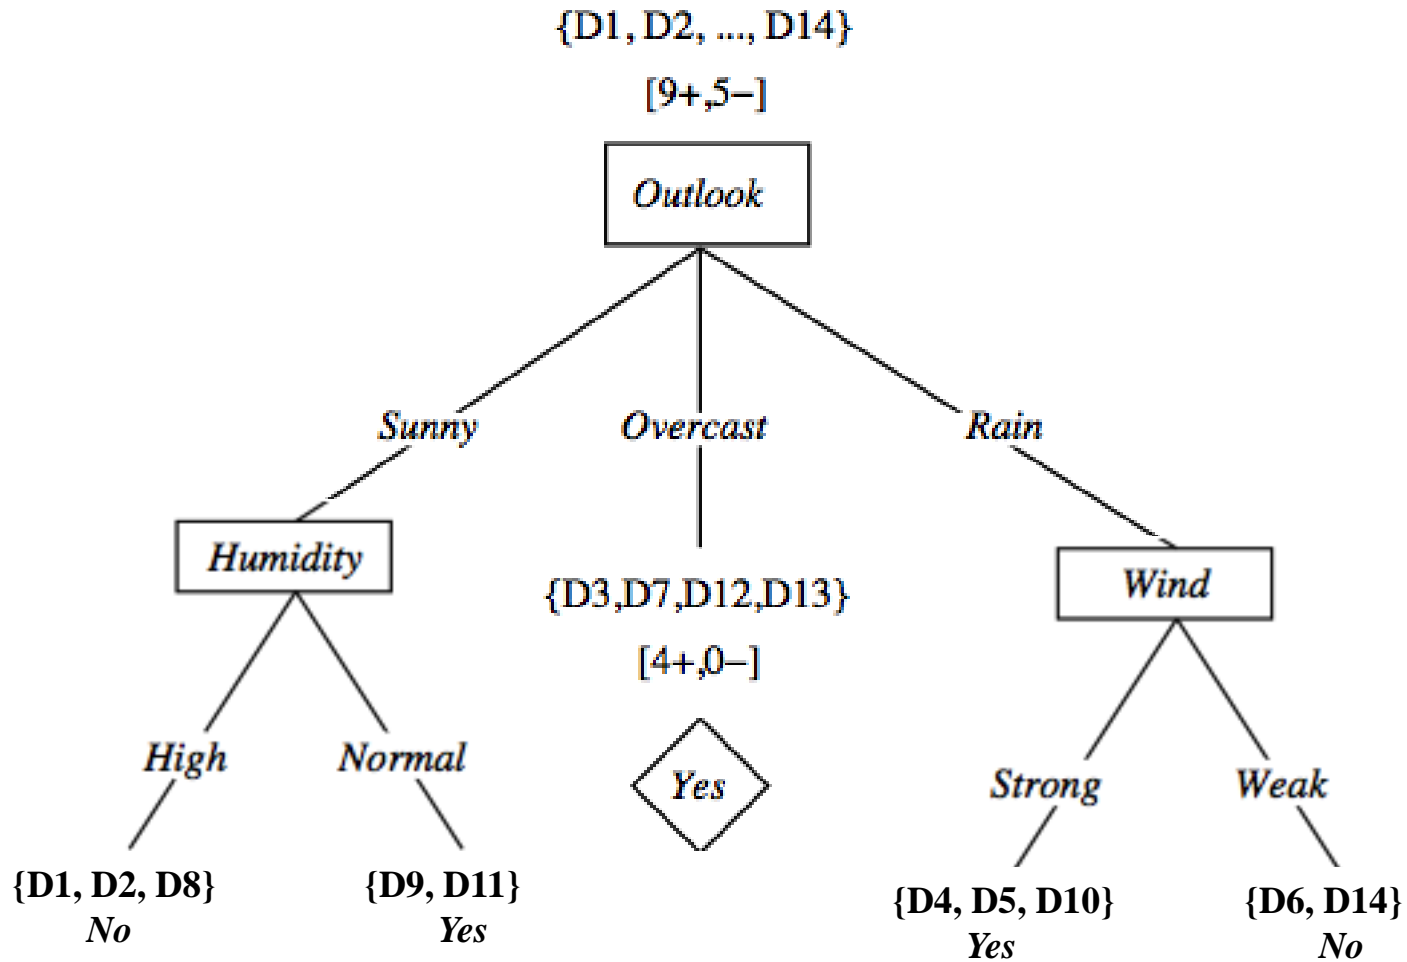 {D1, D2, ..., D14}
[9+,5−]
Outlook
Sunny
Overcast
Rain
Humidity
{D3,D7,D12,D13}
[4+,0−]
Wind
High
Normal
Yes
Strong
Weak
{D1, D2, D8}
No
{D9, D11}
Yes
{D4, D5, D10}
Yes
{D6, D14}
No